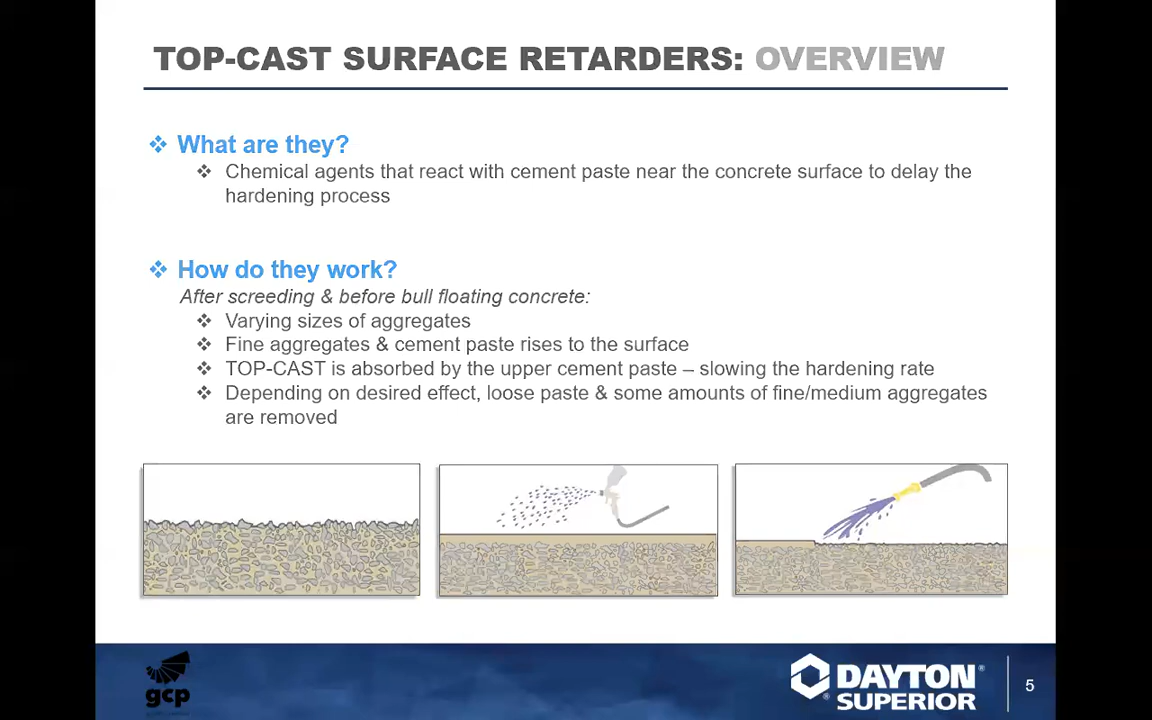 TOP-CAST SURFACE RETARDERS: OVERVIEW
What are they?
Chemical agents that react with cement paste near the concrete surface to delay the
hardening process
How do they work?
After screeding & before bull floating concrete:
Varying sizes of aggregates
Fine aggregates & cement paste rises to the surface
TOP-CAST is absorbed by the upper cement paste – slowing the hardening rate
Depending on desired effect, loose paste & some amounts of fine/medium aggregates
are removed
gcp
DAYTON®
SUPERIOR
®
5